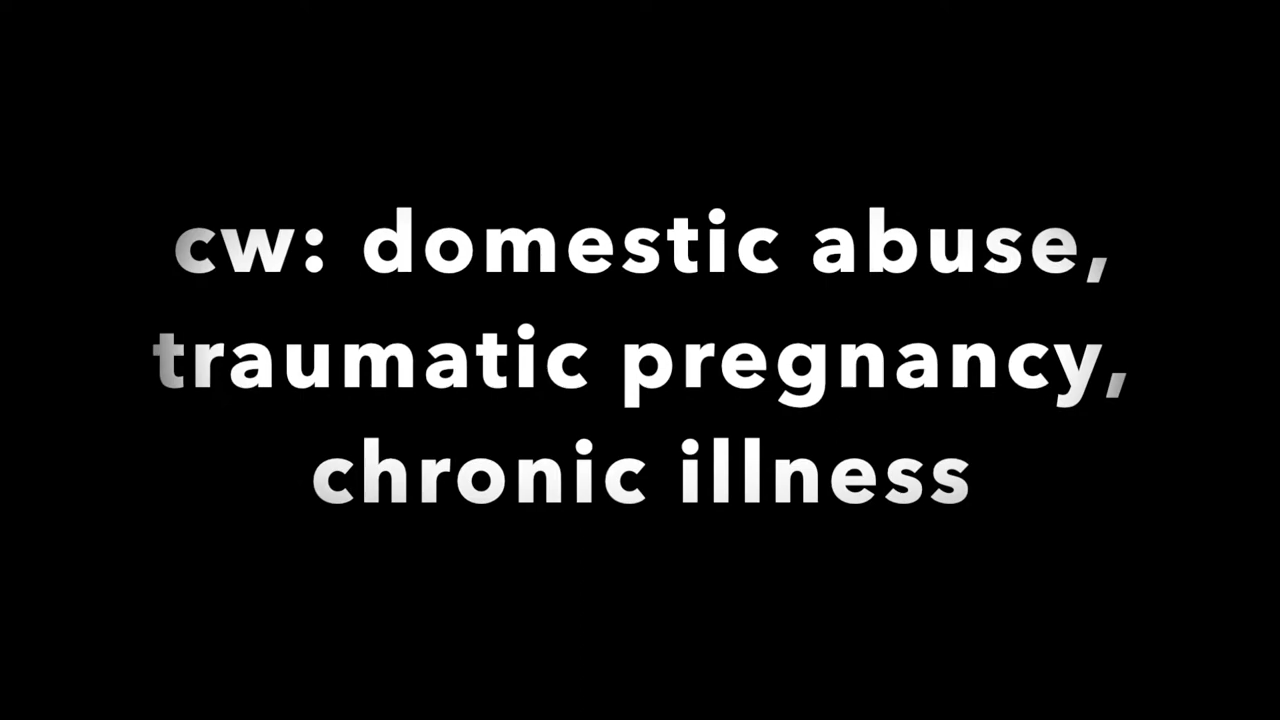 cw: domestic abuse,
traumatic pregnancy,
chronic illness